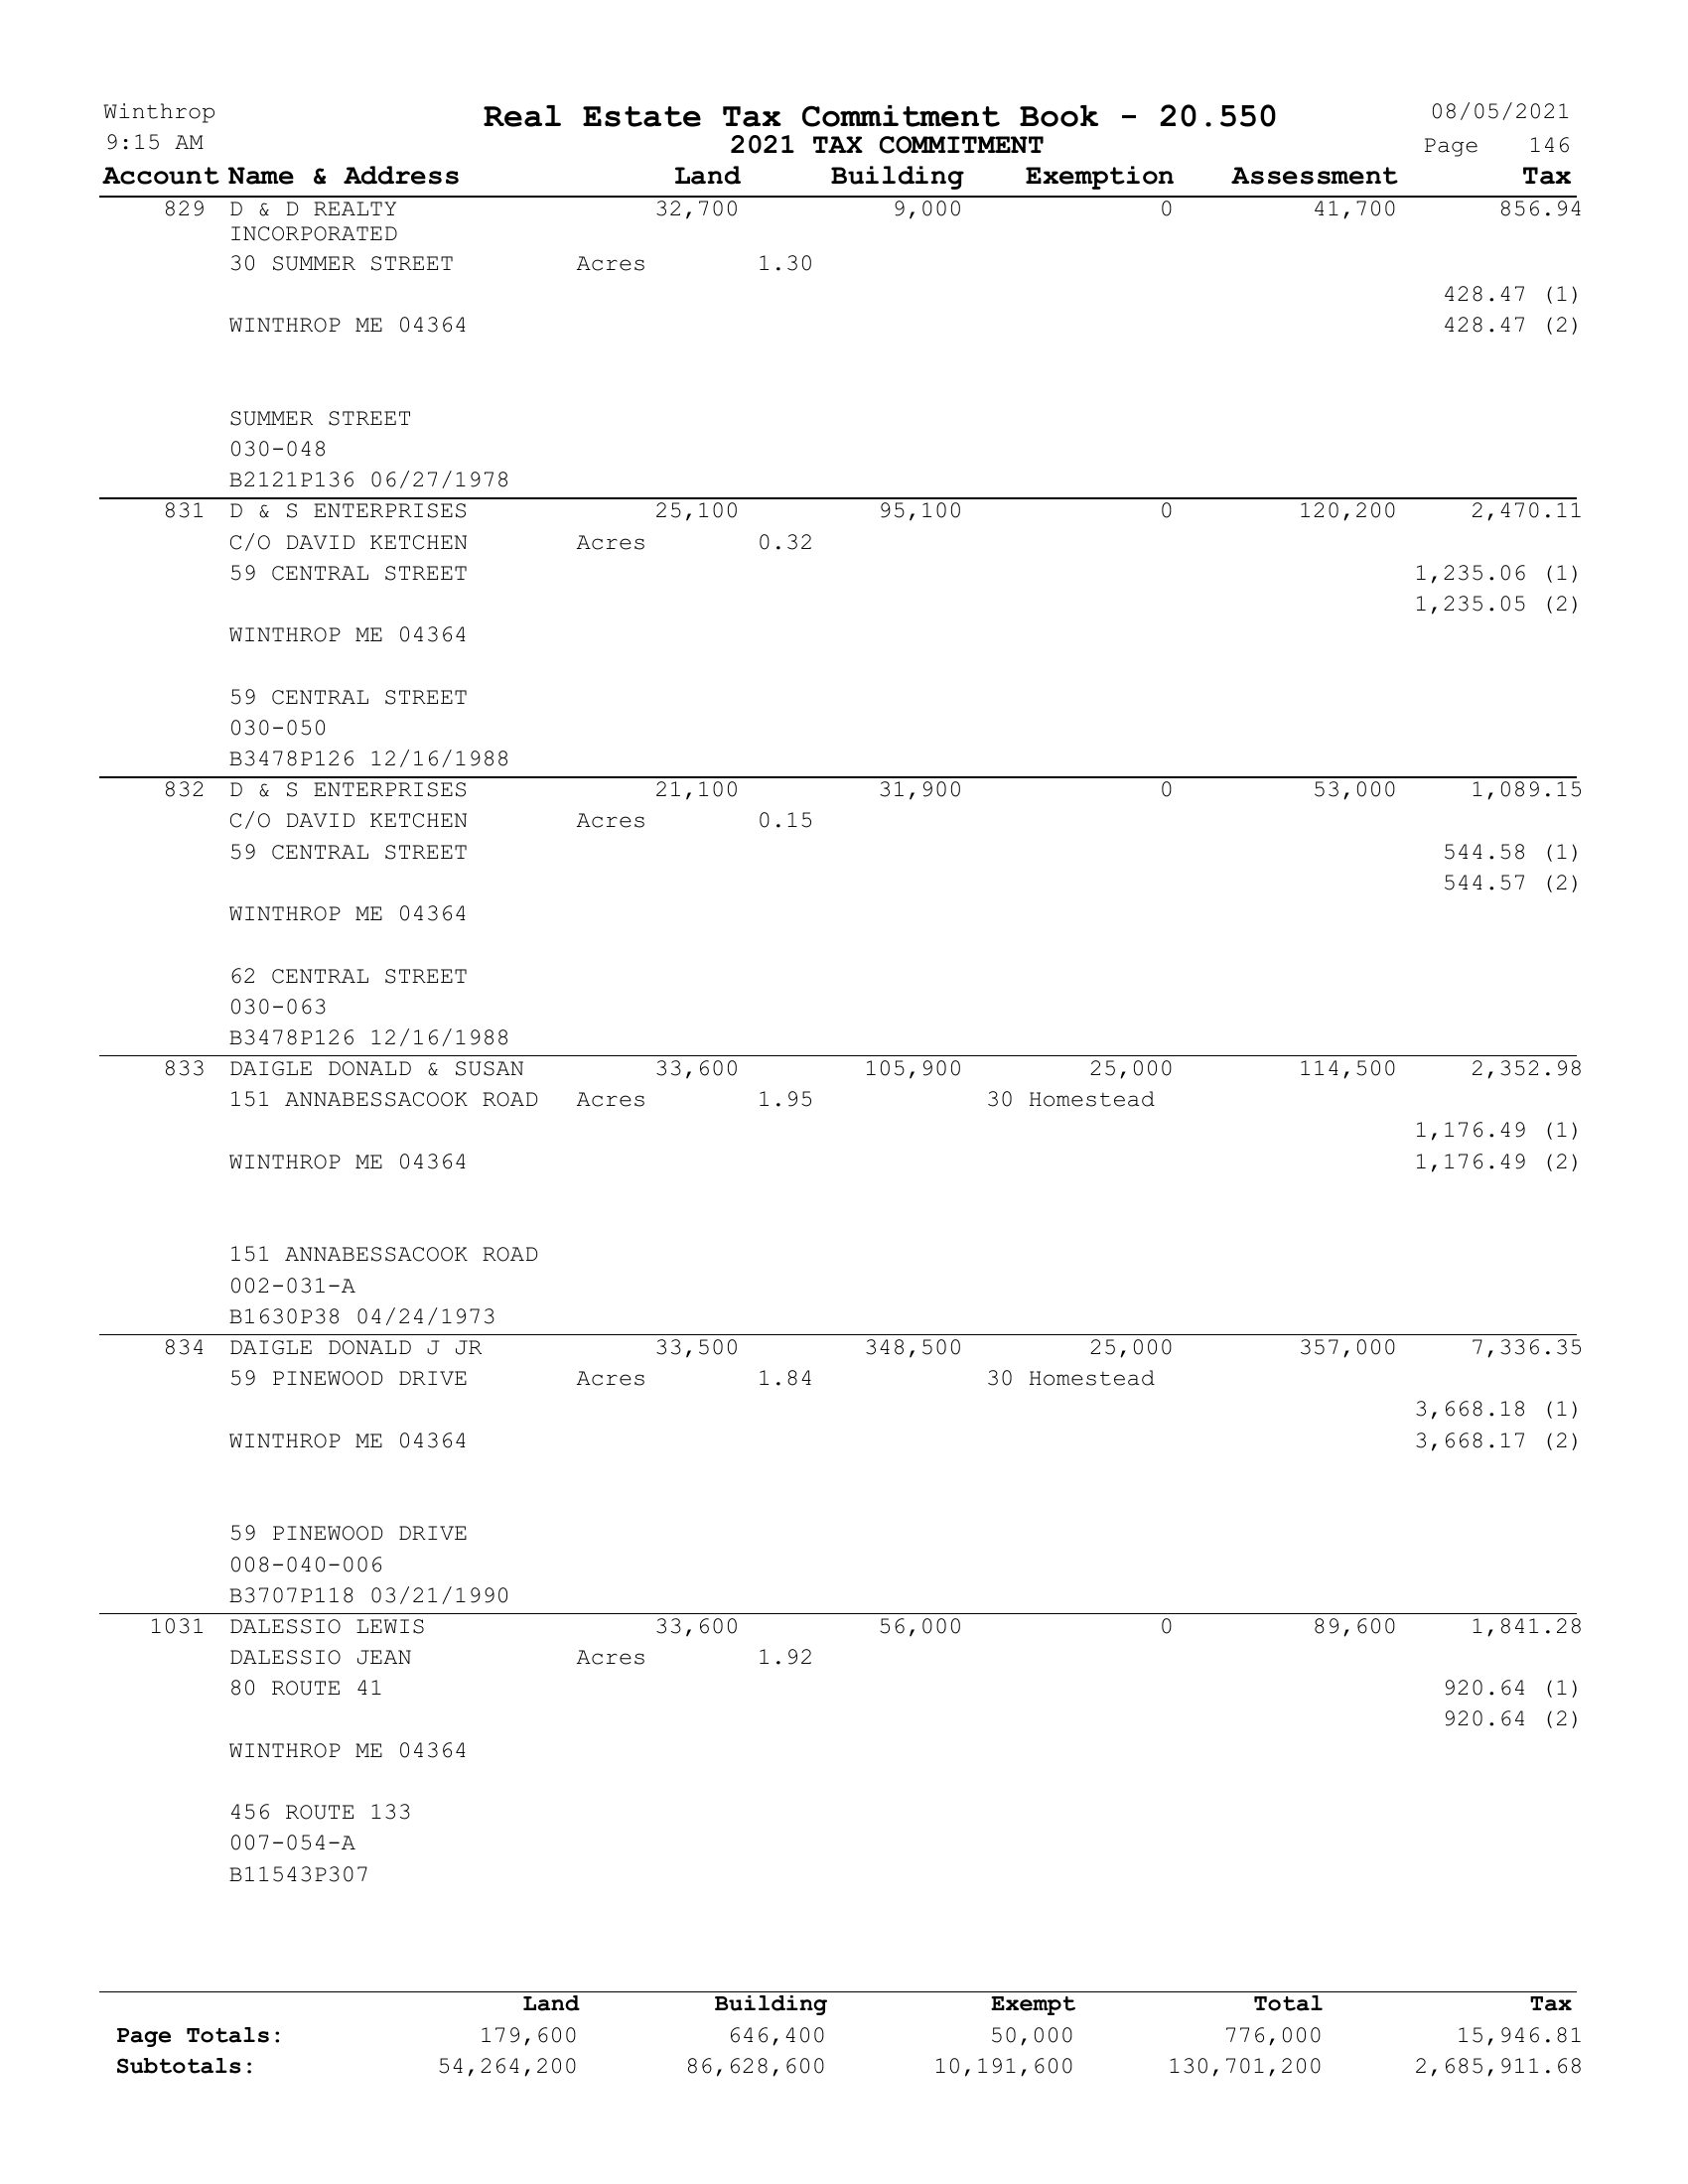 Winthrop Real Estate Tax Commitment Book - 20.550 08/05/2021
9:15 AM 2021 TAX COMMITMENT Page 146
Account Name & Address Land Building Exemption Assessment Tax
829 D & D REALTY 32,700 9,000 0 41,700 856.94
INCORPORATED
30 SUMMER STREET Acres 1.30
428.47 (1)
WINTHROP ME 04364 428.47 (2)
SUMMER STREET
030-048
B2121P136 06/27/1978
831 D & S ENTERPRISES 25,100 95,100 0 120,200 2,470.11
C/O DAVID KETCHEN Acres 0.32
59 CENTRAL STREET 1,235.06 (1)
1,235.05 (2)
WINTHROP ME 04364
59 CENTRAL STREET
030-050
B3478P126 12/16/1988
832 D & S ENTERPRISES 21,100 31,900 0 53,000 1,089.15
C/O DAVID KETCHEN Acres 0.15
59 CENTRAL STREET 544.58 (1)
544.57 (2)
WINTHROP ME 04364
62 CENTRAL STREET
030-063
B3478P126 12/16/1988
833 DAIGLE DONALD & SUSAN 33,600 105,900 25,000 114,500 2,352.98
151 ANNABESSACOOK ROAD Acres 1.95 30 Homestead
1,176.49 (1)
WINTHROP ME 04364 1,176.49 (2)
151 ANNABESSACOOK ROAD
002-031-A
B1630P38 04/24/1973
834 DAIGLE DONALD J JR 33,500 348,500 25,000 357,000 7,336.35
59 PINEWOOD DRIVE Acres 1.84 30 Homestead
3,668.18 (1)
WINTHROP ME 04364 3,668.17 (2)
59 PINEWOOD DRIVE
008-040-006
B3707P118 03/21/1990
1031 DALESSIO LEWIS 33,600 56,000 0 89,600 1,841.28
DALESSIO JEAN Acres 1.92
80 ROUTE 41 920.64 (1)
920.64 (2)
WINTHROP ME 04364
456 ROUTE 133
007-054-A
B11543P307
Land Building Exempt Total Tax
Page Totals: 179,600 646,400 50,000 776,000 15,946.81
Subtotals: 54,264,200 86,628,600 10,191,600 130,701,200 2,685,911.68